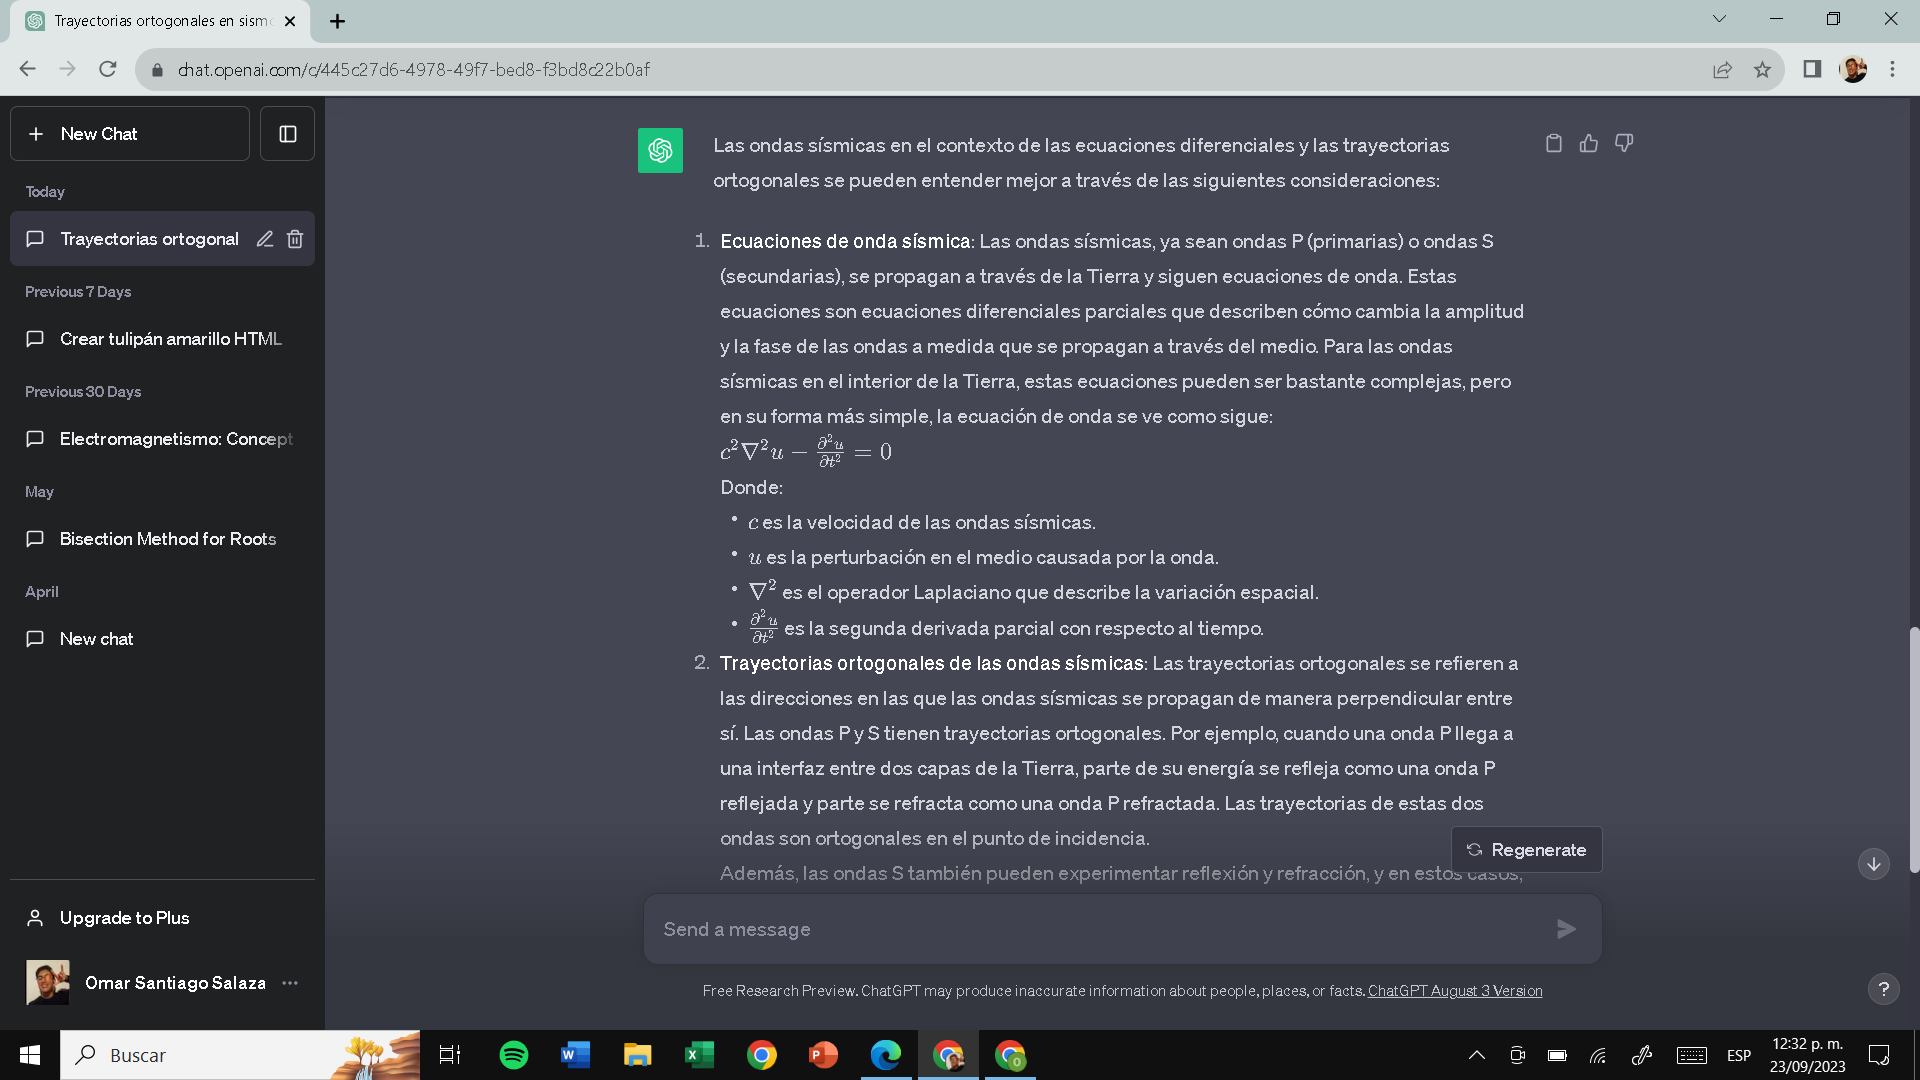 Trayectorias ortogonales en sism
chat.openai.com/c/445c27d6-4978-49f7-bed8-f3bd8c22b0af
New Chat
Today
Trayectorias ortogonal
Previous 7 Days
Crear tulipán amarillo HTML
Previous 30 Days
Electromagnetismo: Concept
May
Bisection Method for Roots
April
New chat
Upgrade to Plus
Omar Santiago Salaza
Las ondas sísmicas en el contexto de las ecuaciones diferenciales y las trayectorias
ortogonales se pueden entender mejor a través de las siguientes consideraciones:
1. Ecuaciones de onda sísmica: Las ondas sísmicas, ya sean ondas P (primarias) o ondas S
(secundarias), se propagan a través de la Tierra y siguen ecuaciones de onda. Estas
ecuaciones son ecuaciones diferenciales parciales que describen cómo cambia la amplitud
y la fase de las ondas a medida que se propagan a través del medio. Para las ondas
sísmicas en el interior de la Tierra, estas ecuaciones pueden ser bastante complejas, pero
en su forma más simple, la ecuación de onda se ve como sigue:
c²∇²u − ∂²u/∂t² = 0
Donde:
• c es la velocidad de las ondas sísmicas.
• u es la perturbación en el medio causada por la onda.
• ∇² es el operador Laplaciano que describe la variación espacial.
• ∂²u/∂t² es la segunda derivada parcial con respecto al tiempo.
2. Trayectorias ortogonales de las ondas sísmicas: Las trayectorias ortogonales se refieren a
las direcciones en las que las ondas sísmicas se propagan de manera perpendicular entre
sí. Las ondas P y S tienen trayectorias ortogonales. Por ejemplo, cuando una onda P llega a
una interfaz entre dos capas de la Tierra, parte de su energía se refleja como una onda P
reflejada y parte se refracta como una onda P refractada. Las trayectorias de estas dos
ondas son ortogonales en el punto de incidencia.
Además, las ondas S también pueden experimentar reflexión y refracción, y en estos casos,
Regenerate
Send a message
Free Research Preview. ChatGPT may produce inaccurate information about people, places, or facts. ChatGPT August 3 Version
?
Buscar
ESP
12:32 p. m.
23/09/2023